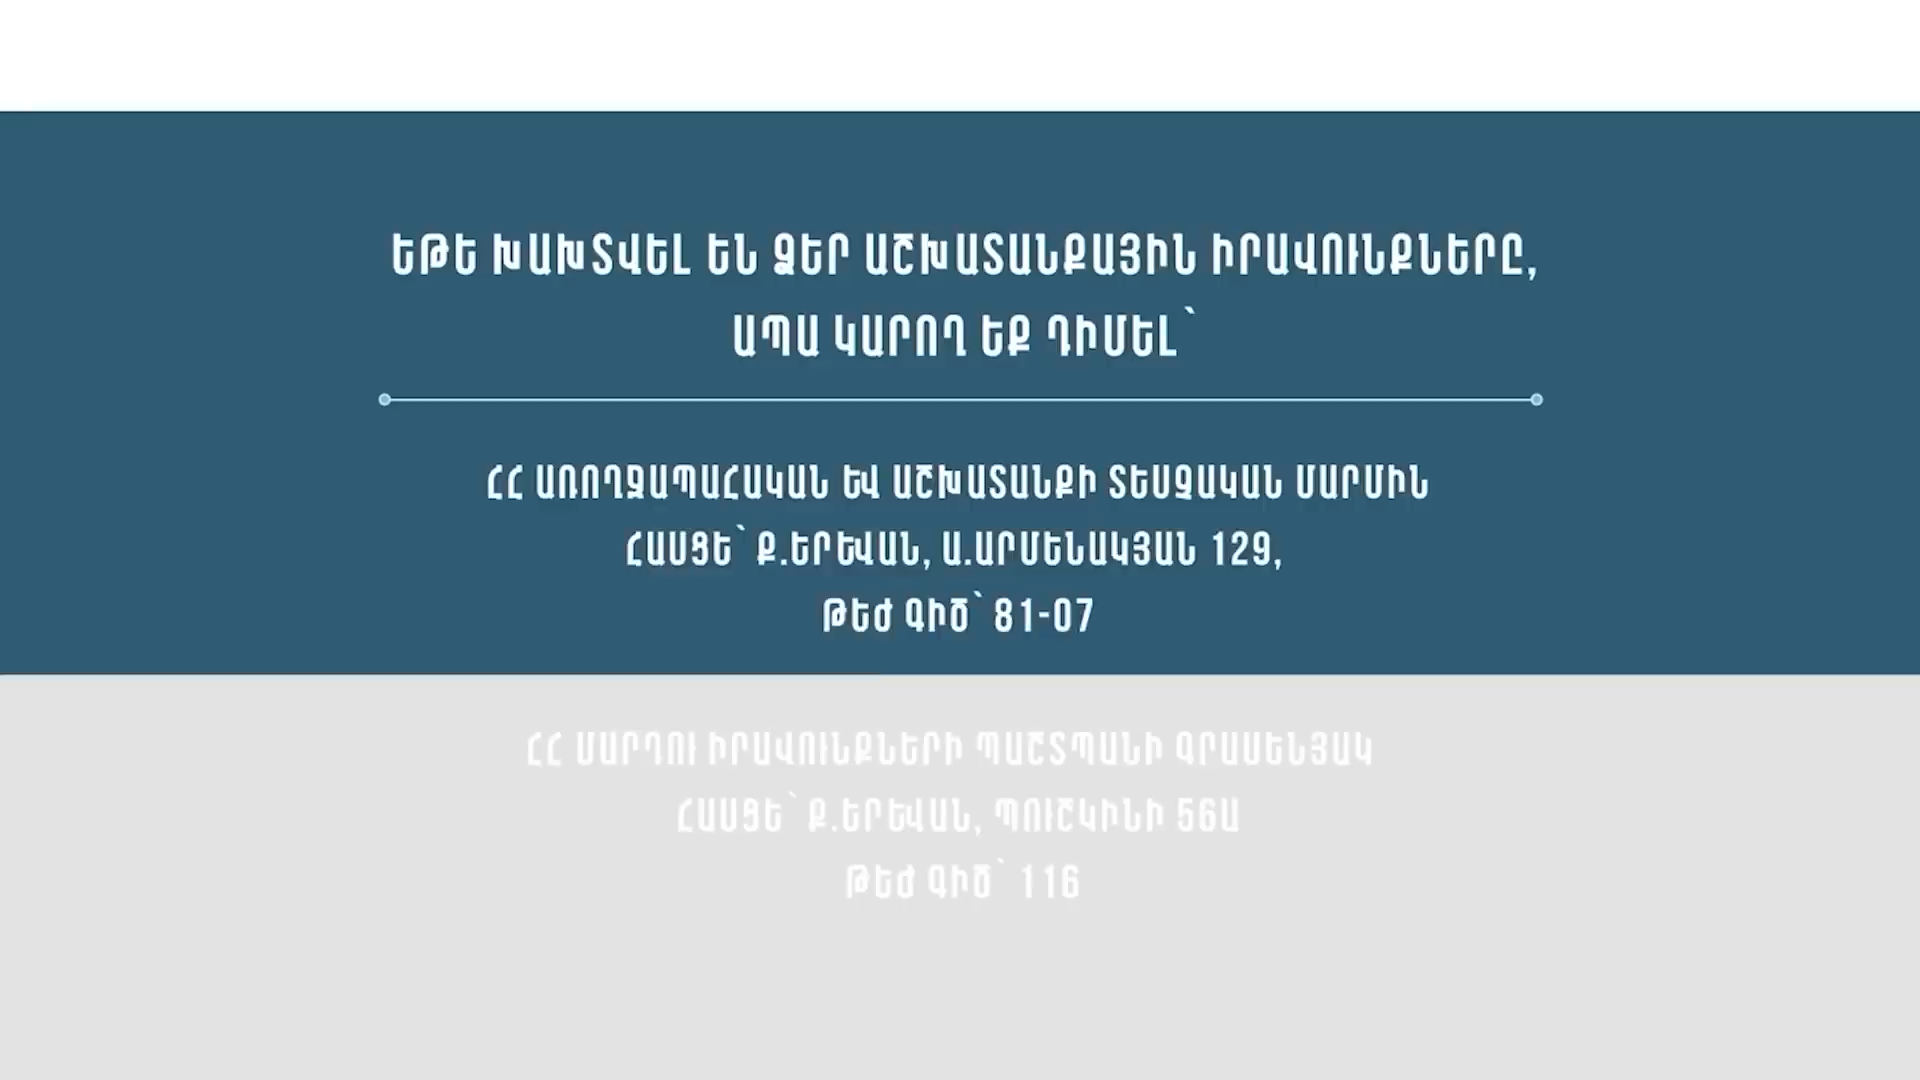 ԵԹԵ ԽԱԽՏՎԵԼ ԵՆ ՁԵՐ ԱՇԽԱՏԱՆՔԱՅԻՆ ԻՐԱՎՈՒՆՔՆԵՐԸ,
ԱՊԱ ԿԱՐՈՂ ԵՔ ԴԻՄԵԼ՝
ՀՀ ԱՌՈՂՋԱՊԱՀԱԿԱՆ ԵՎ ԱՇԽԱՏԱՆՔԻ ՏԵՍՉԱԿԱՆ ՄԱՐՄԻՆ
ՀԱՍՑԵ՝ Ք.ԵՐԵՎԱՆ, Ա.ԱՐՄԵՆԱԿՅԱՆ 129,
ԹԵԺ ԳԻԾ՝ 81-07
ՀՀ ՄԱՐԴՈՒ ԻՐԱՎՈՒՆՔՆԵՐԻ ՊԱՇՏՊԱՆԻ ԳՐԱՍԵՆՅԱԿ
ՀԱՍՑԵ՝ Ք.ԵՐԵՎԱՆ, ՊՈՒՇԿԻՆԻ 56Ա
ԹԵԺ ԳԻԾ՝ 116